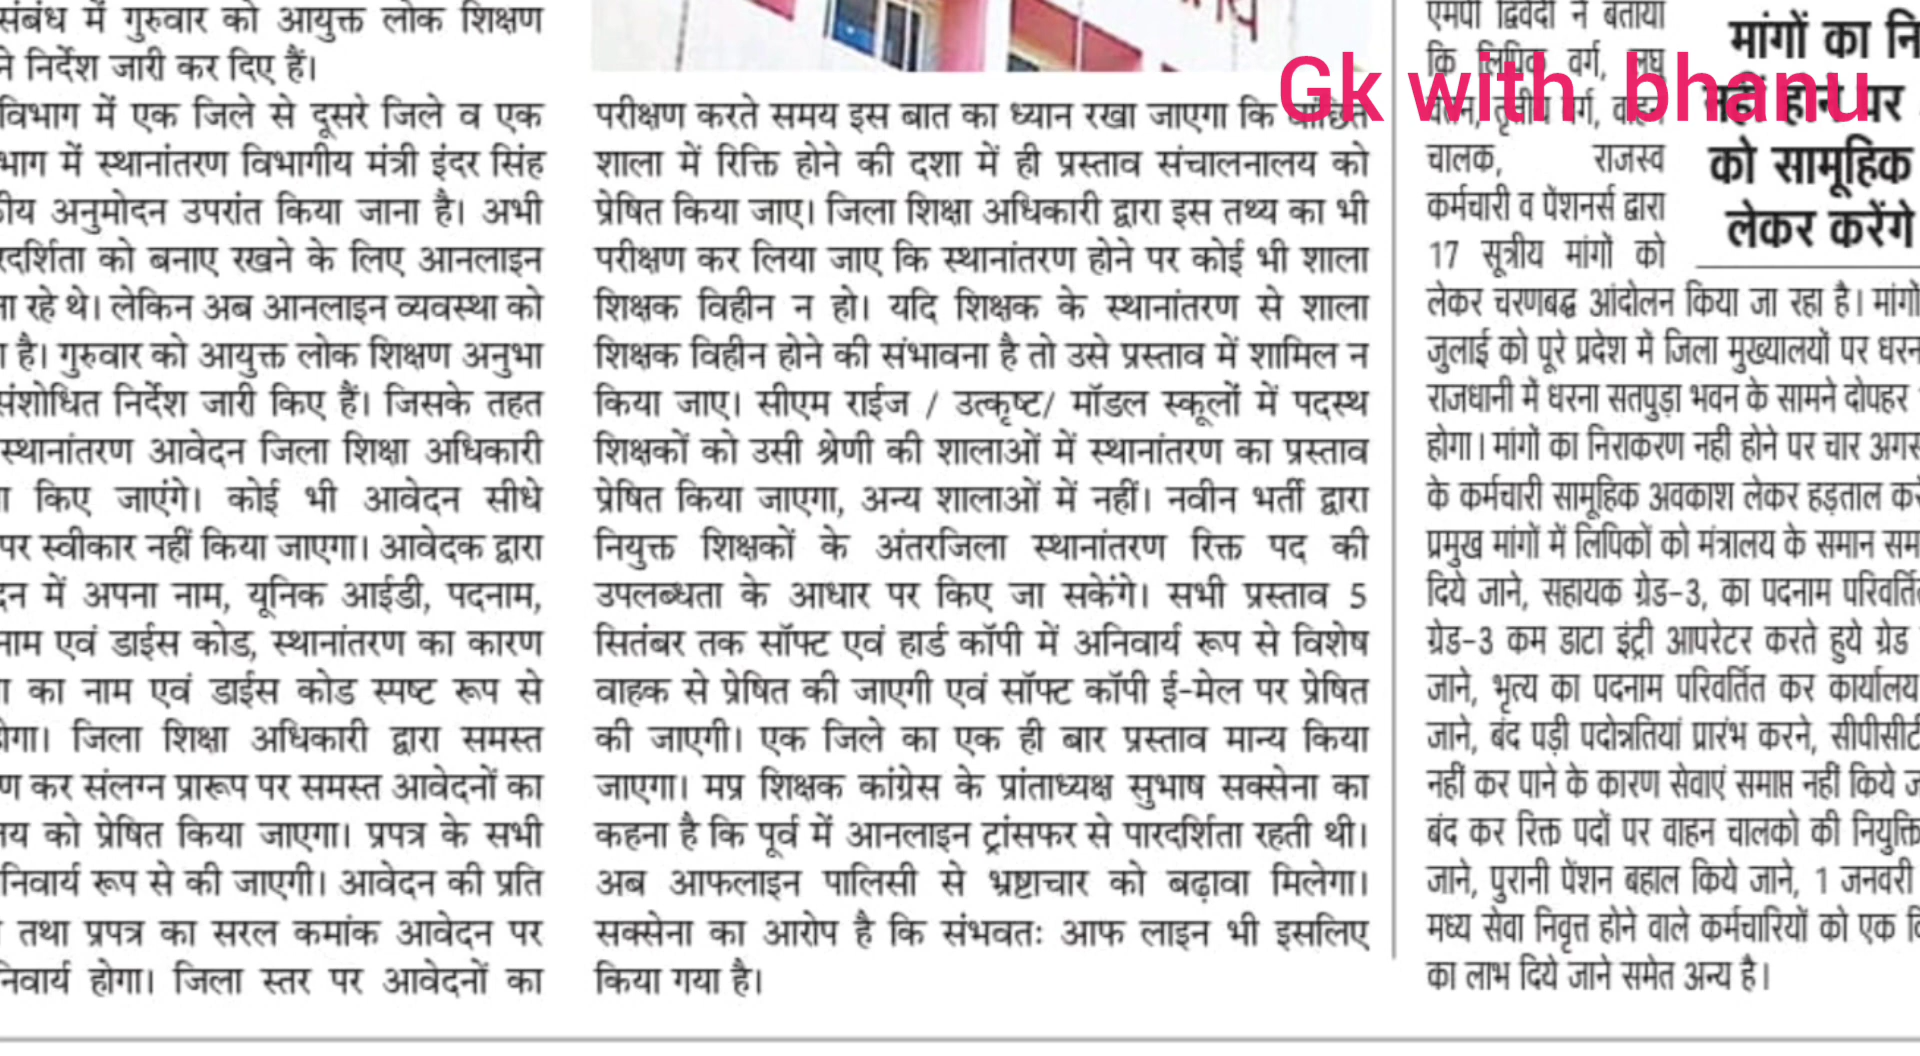 संबंध में गुरुवार को आयुक्त लोक शिक्षण
ने निर्देश जारी कर दिए हैं।
विभाग में एक जिले से दूसरे जिले व एक
भाग में स्थानांतरण विभागीय मंत्री इंदर सिंह
अनुमोदन उपरांत किया जाना है। अभी
को बनाए रखने के लिए आनलाइन
रहे थे। लेकिन अब आनलाइन व्यवस्था को
है। गुरुवार को आयुक्त लोक शिक्षण अनुभा
संशोधित निर्देश जारी किए हैं। जिसके तहत
स्थानांतरण आवेदन जिला शिक्षा अधिकारी
किए जाएंगे। कोई भी आवेदन सीधे
पर स्वीकार नहीं किया जाएगा। आवेदक द्वारा
में अपना नाम, यूनिक आईडी, पदनाम,
नाम एवं डाईस कोड, स्थानांतरण का कारण
का नाम एवं डाईस कोड स्पष्ट रूप से
जिला शिक्षा अधिकारी द्वारा समस्त
कर संलग्न प्रारूप पर समस्त आवेदनों का
को प्रेषित किया जाएगा। प्रपत्र के सभी
रूप से की जाएगी। आवेदन की प्रति
तथा प्रपत्र का सरल कमांक आवेदन पर
होगा। जिला स्तर पर आवेदनों का
परीक्षण करते समय इस बात का ध्यान रखा जाएगा कि वांछित
शाला में रिक्ति होने की दशा में ही प्रस्ताव संचालनालय को
प्रेषित किया जाए। जिला शिक्षा अधिकारी द्वारा इस तथ्य का भी
परीक्षण कर लिया जाए कि स्थानांतरण होने पर कोई भी शाला
शिक्षक विहीन न हो। यदि शिक्षक के स्थानांतरण से शाला
शिक्षक विहीन होने की संभावना है तो उसे प्रस्ताव में शामिल न
किया जाए। सीएम राईज / उत्कृष्ट/ मॉडल स्कूलों में पदस्थ
शिक्षकों को उसी श्रेणी की शालाओं में स्थानांतरण का प्रस्ताव
प्रेषित किया जाएगा, अन्य शालाओं में नहीं। नवीन भर्ती द्वारा
नियुक्त शिक्षकों के अंतरजिला स्थानांतरण रिक्त पद की
उपलब्धता के आधार पर किए जा सकेंगे। सभी प्रस्ताव 5
सितंबर तक सॉफ्ट एवं हार्ड कॉपी में अनिवार्य रूप से विशेष
वाहक से प्रेषित की जाएगी एवं सॉफ्ट कॉपी ई-मेल पर प्रेषित
की जाएगी। एक जिले का एक ही बार प्रस्ताव मान्य किया
जाएगा। मप्र शिक्षक कांग्रेस के प्रांताध्यक्ष सुभाष सक्सेना का
कहना है कि पूर्व में आनलाइन ट्रांसफर से पारदर्शिता रहती थी।
अब आफलाइन पालिसी से भ्रष्टाचार को बढ़ावा मिलेगा।
सक्सेना का आरोप है कि संभवतः आफ लाइन भी इसलिए
किया गया है।
Gk with bhanu
एमपी द्विवेदी ने बताया
कि लिपिक वर्ग, लघु
वेतन, तृतीय वर्ग, वाहन
चालक, राजस्व
कर्मचारी व पेंशनर्स द्वारा
17 सूत्रीय मांगों को
लेकर चरणबद्ध आंदोलन किया जा रहा है। मांगों
जुलाई को पूरे प्रदेश में जिला मुख्यालयों पर
राजधानी में धरना सतपुड़ा भवन के सामने दोपहर
होगा। मांगों का निराकरण नही होने पर चार
के कर्मचारी सामूहिक अवकाश लेकर हड़ताल
प्रमुख मांगों में लिपिकों को मंत्रालय के समान
दिये जाने, सहायक ग्रेड-3, का पदनाम
ग्रेड-3 कम डाटा इंट्री आपरेटर करते हुये ग्रेड
जाने, भृत्य का पदनाम परिवर्तित कर कार्यालय
जाने, बंद पड़ी पदोन्नतियां प्रारंभ करने,
नहीं कर पाने के कारण सेवाएं समाप्त नहीं किये
बंद कर रिक्त पदों पर वाहन चालको की
जाने, पुरानी पेंशन बहाल किये जाने, 1 जनवरी
मध्य सेवा निवृत्त होने वाले कर्मचारियों को एक
का लाभ दिये जाने समेत अन्य है।
मांगों का
नहीं होने पर
को सामूहिक
लेकर करेंगे